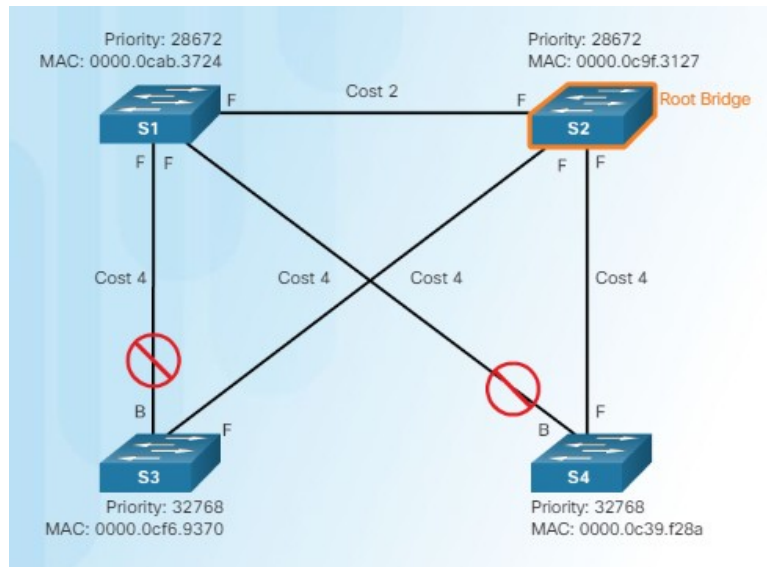 Priority: 28672
MAC: 0000.0cab.3724
Priority: 28672
MAC: 0000.0c9f.3127
F
Cost 2
F
Root Bridge
S1
S2
F
F
F
F
Cost 4
Cost 4
Cost 4
Cost 4
B
F
B
F
S3
S4
Priority: 32768
MAC: 0000.0cf6.9370
Priority: 32768
MAC: 0000.0c39.f28a